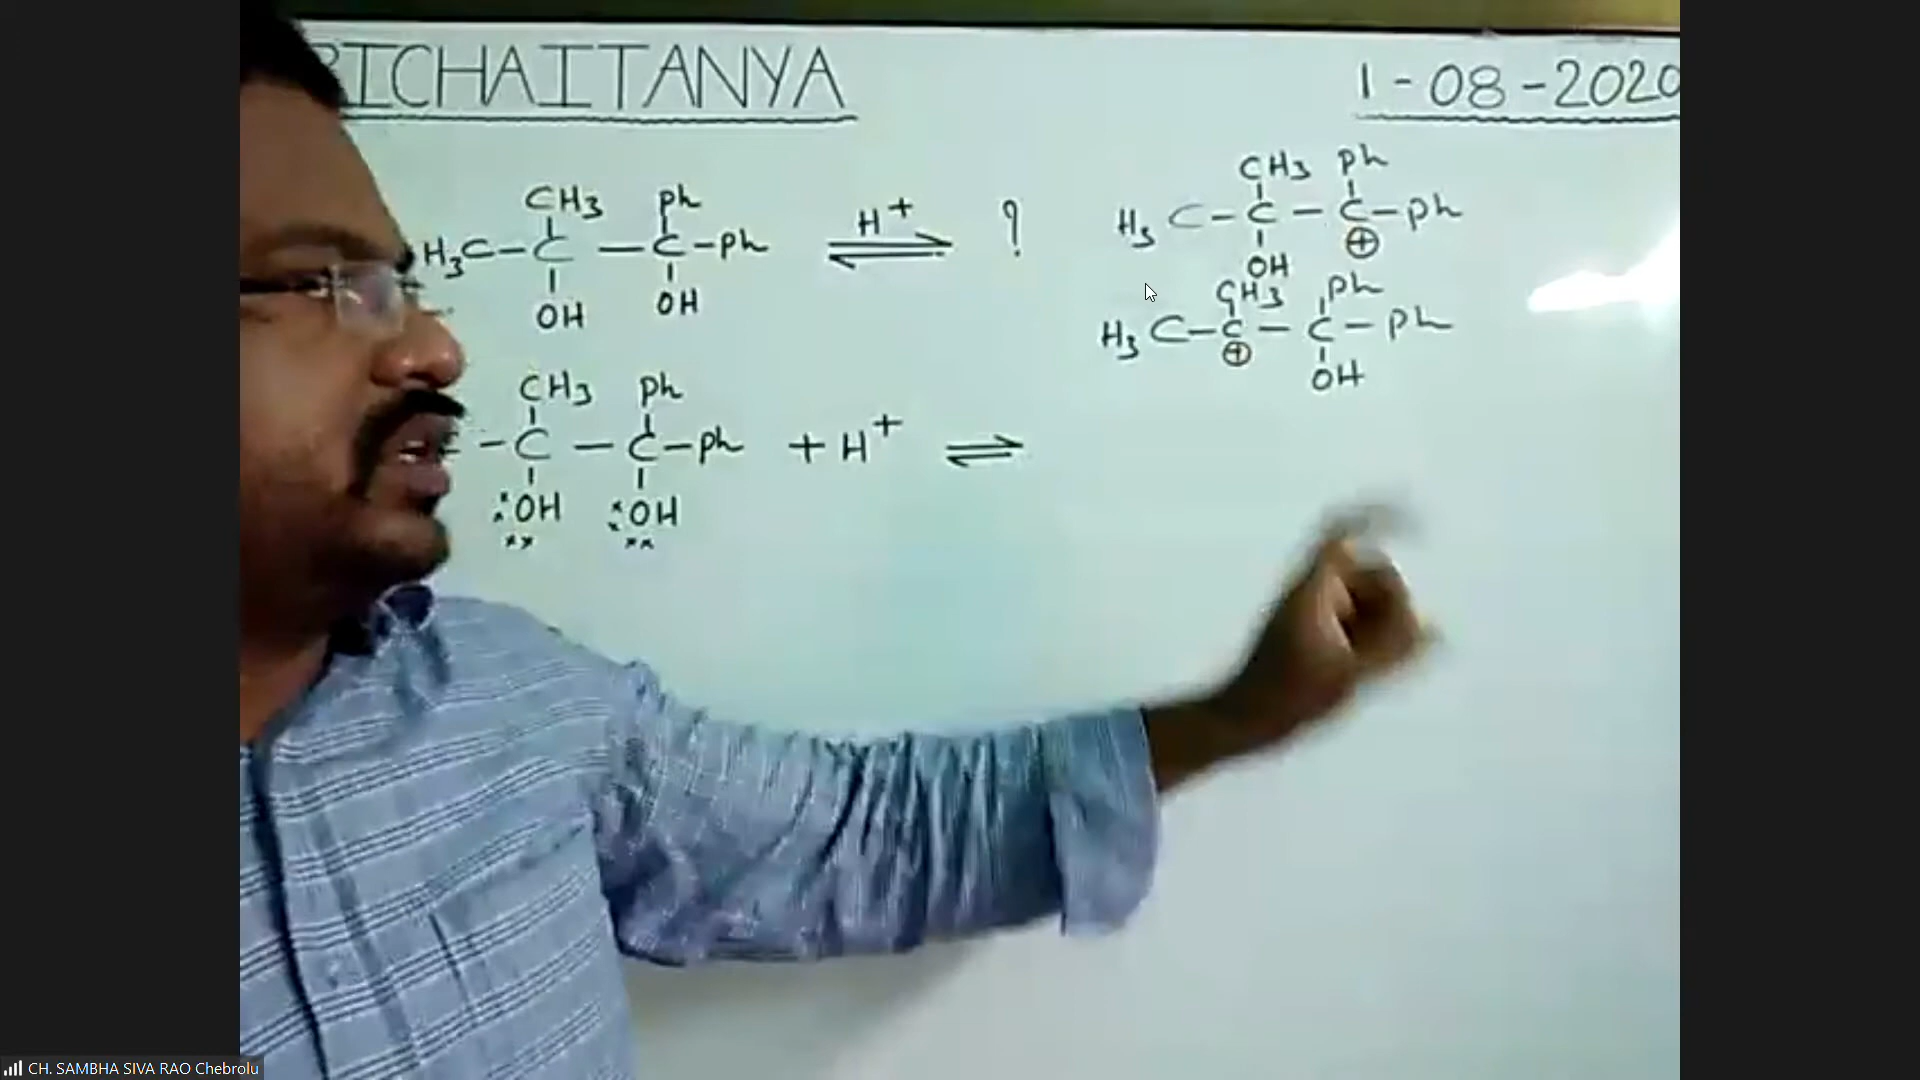 RICHAITANYA
1-08-2020
CH3 Ph
H3C-C-C-Ph H+ ⇌ ?
OH OH
CH3 Ph
H3C-C-C-Ph
OH ⊕
CH3 Ph
H3C-C-C-Ph
⊕ OH
CH3 Ph
-C-C-Ph + H+ ⇌
:OH :OH
CH. SAMBHA SIVA RAO Chebrolu